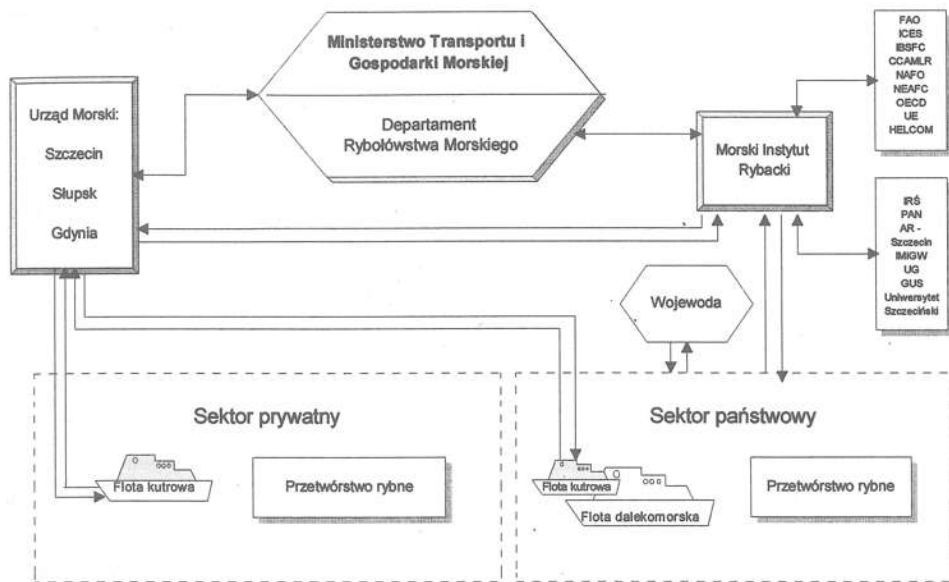 Ministerstwo Transportu i
Gospodarki Morskiej
Departament
Rybołówstwa Morskiego
Urząd Morski:
Szczecin
Słupsk
Gdynia
Morski Instytut
Rybacki
FAO
ICES
IBSFC
CCAMLR
NAFO
NEAFC
OECD
UE
HELCOM
IRŚ
PAN
AR -
Szczecin
IMIGW
UG
GUS
Uniwersytet
Szczeciński
Wojewoda
Sektor prywatny
Flota kutrowa
Przetwórstwo rybne
Sektor państwowy
Flota kutrowa
Flota dalekomorska
Przetwórstwo rybne